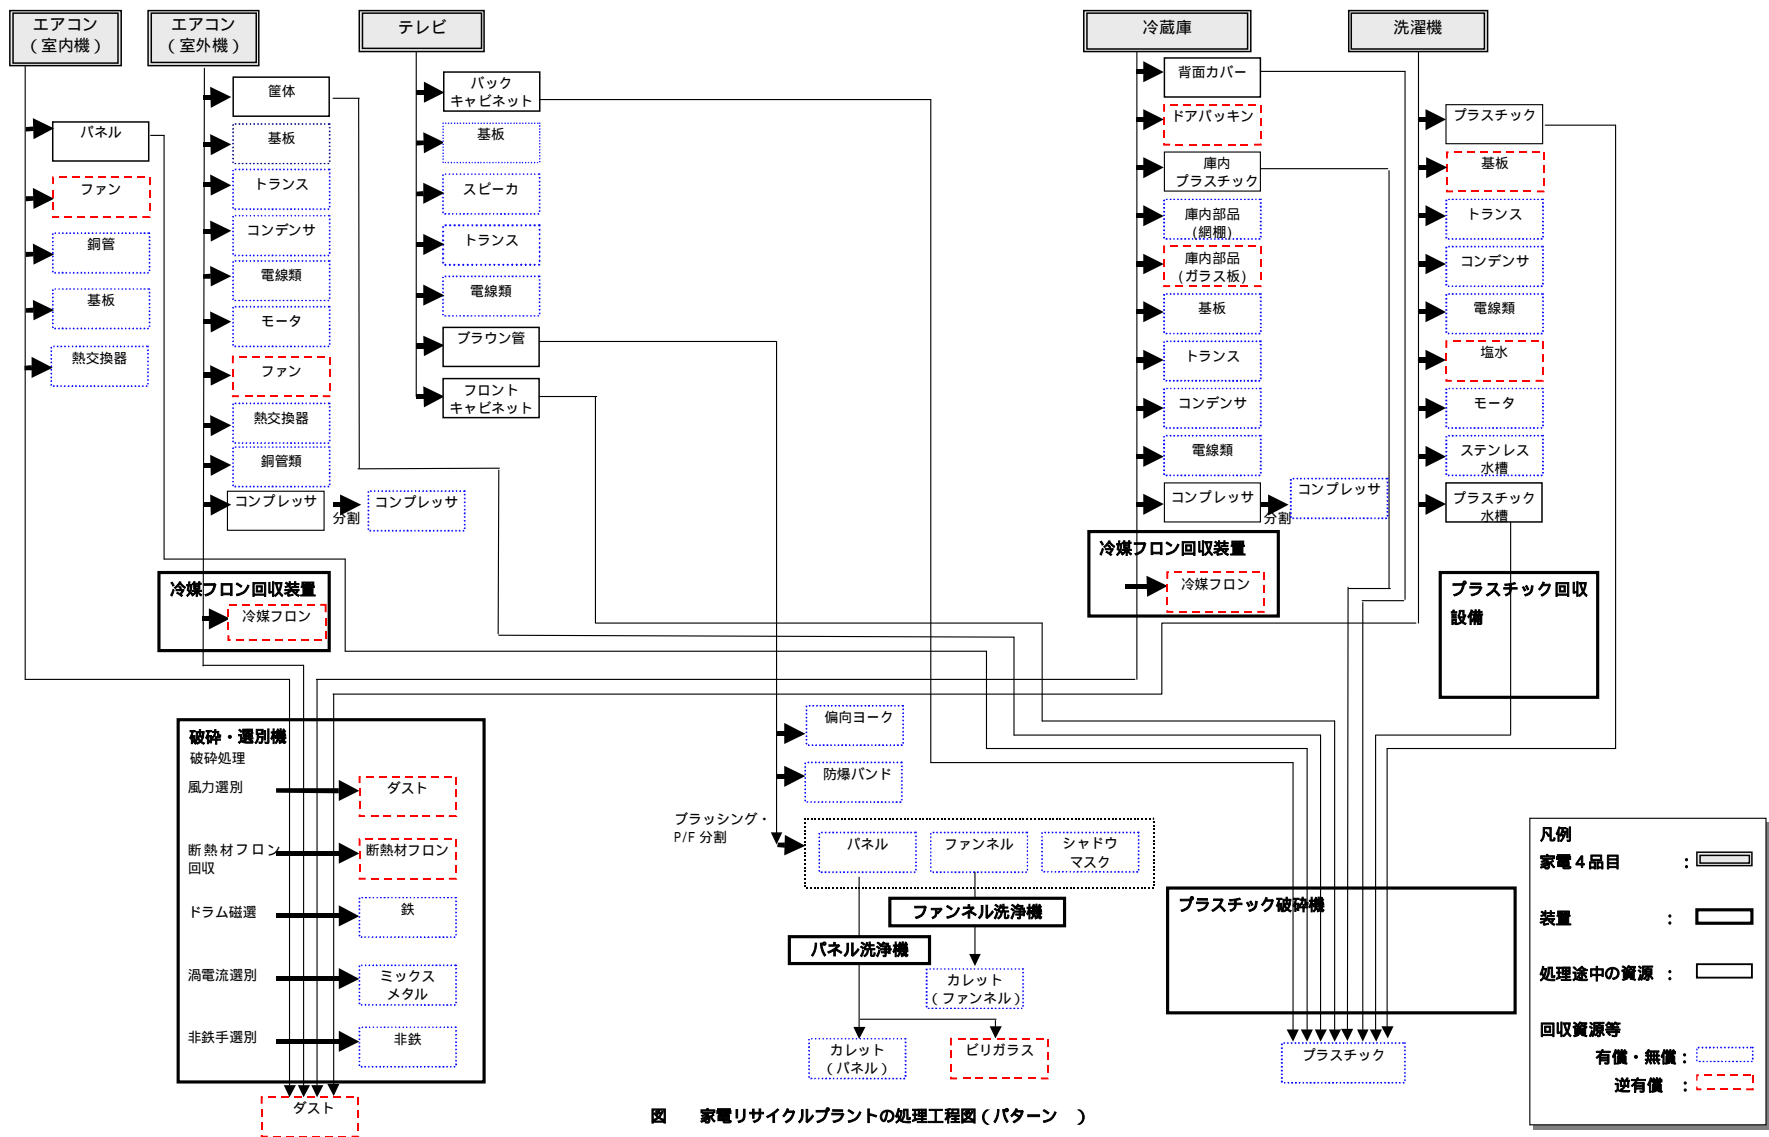 エアコン
（室内機）
パネル
ファン
銅管
基板
熱交換器
エアコン
（室外機）
筐体
基板
トランス
コンデンサ
電線類
モータ
ファン
熱交換器
銅管類
コンプレッサ
分割
コンプレッサ
冷媒フロン回収装置
冷媒フロン
テレビ
バック
キャビネット
基板
スピーカ
トランス
電線類
ブラウン管
フロント
キャビネット
冷蔵庫
背面カバー
ドアパッキン
庫内
プラスチック
庫内部品
(網棚)
庫内部品
(ガラス板)
基板
トランス
コンデンサ
電線類
コンプレッサ
分割
コンプレッサ
冷媒フロン回収装置
冷媒フロン
洗濯機
プラスチック
基板
トランス
コンデンサ
電線類
塩水
モータ
ステンレス
水槽
プラスチック
水槽
プラスチック回収
設備
破砕・選別機
破砕処理
風力選別
ダスト
断熱材フロン
回収
断熱材フロン
ドラム磁選
鉄
渦電流選別
ミックス
メタル
非鉄手選別
非鉄
ダスト
偏向ヨーク
防爆バンド
ブラッシング・
P/F 分割
パネル
ファンネル
シャドウ
マスク
ファンネル洗浄機
パネル洗浄機
カレット
（ファンネル）
カレット
（パネル）
ビリガラス
プラスチック破砕機
プラスチック
凡例
家電４品目 ：
装置 ：
処理途中の資源 ：
回収資源等
有償・無償：
逆有償 ：
図 家電リサイクルプラントの処理工程図（パターン ）